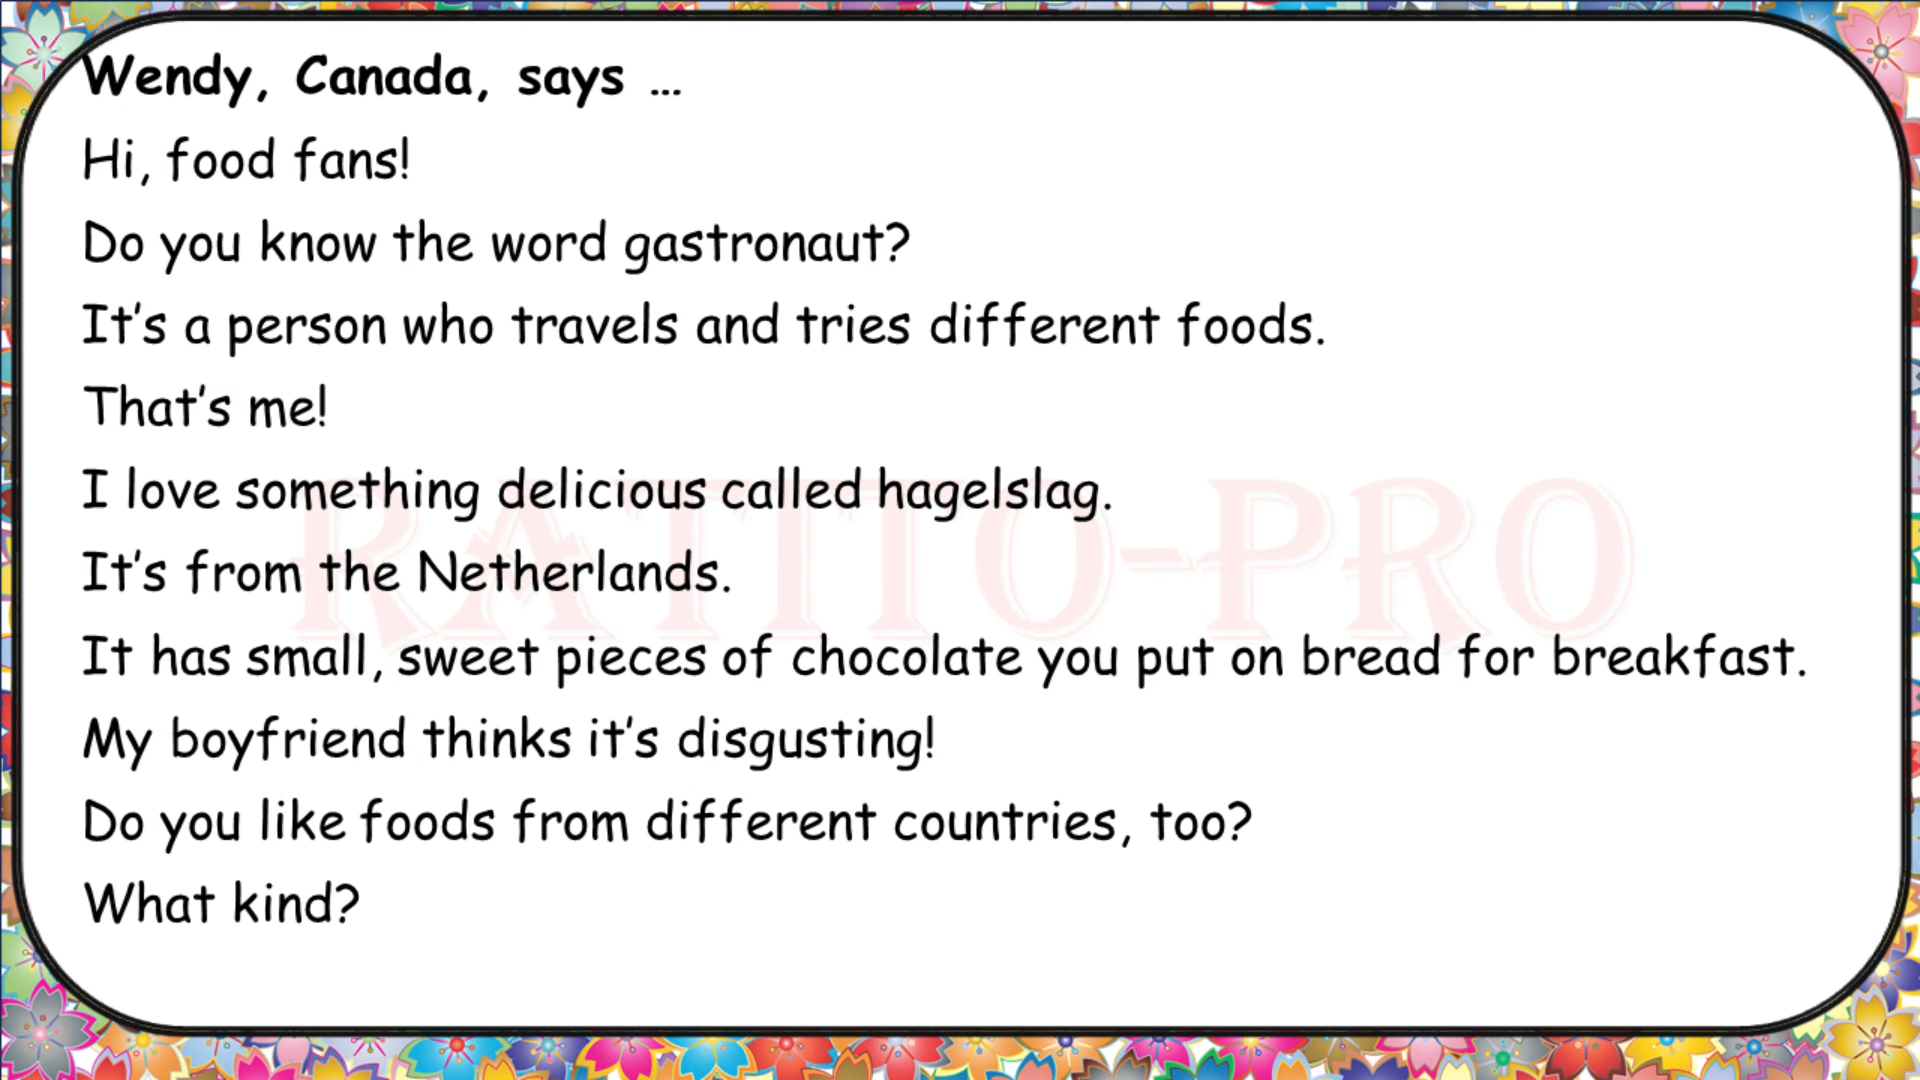 Wendy, Canada, says ...
Hi, food fans!
Do you know the word gastronaut?
It’s a person who travels and tries different foods.
That’s me!
I love something delicious called hagelslag.
It’s from the Netherlands.
It has small, sweet pieces of chocolate you put on bread for breakfast.
My boyfriend thinks it’s disgusting!
Do you like foods from different countries, too?
What kind?
RATITO-PRO